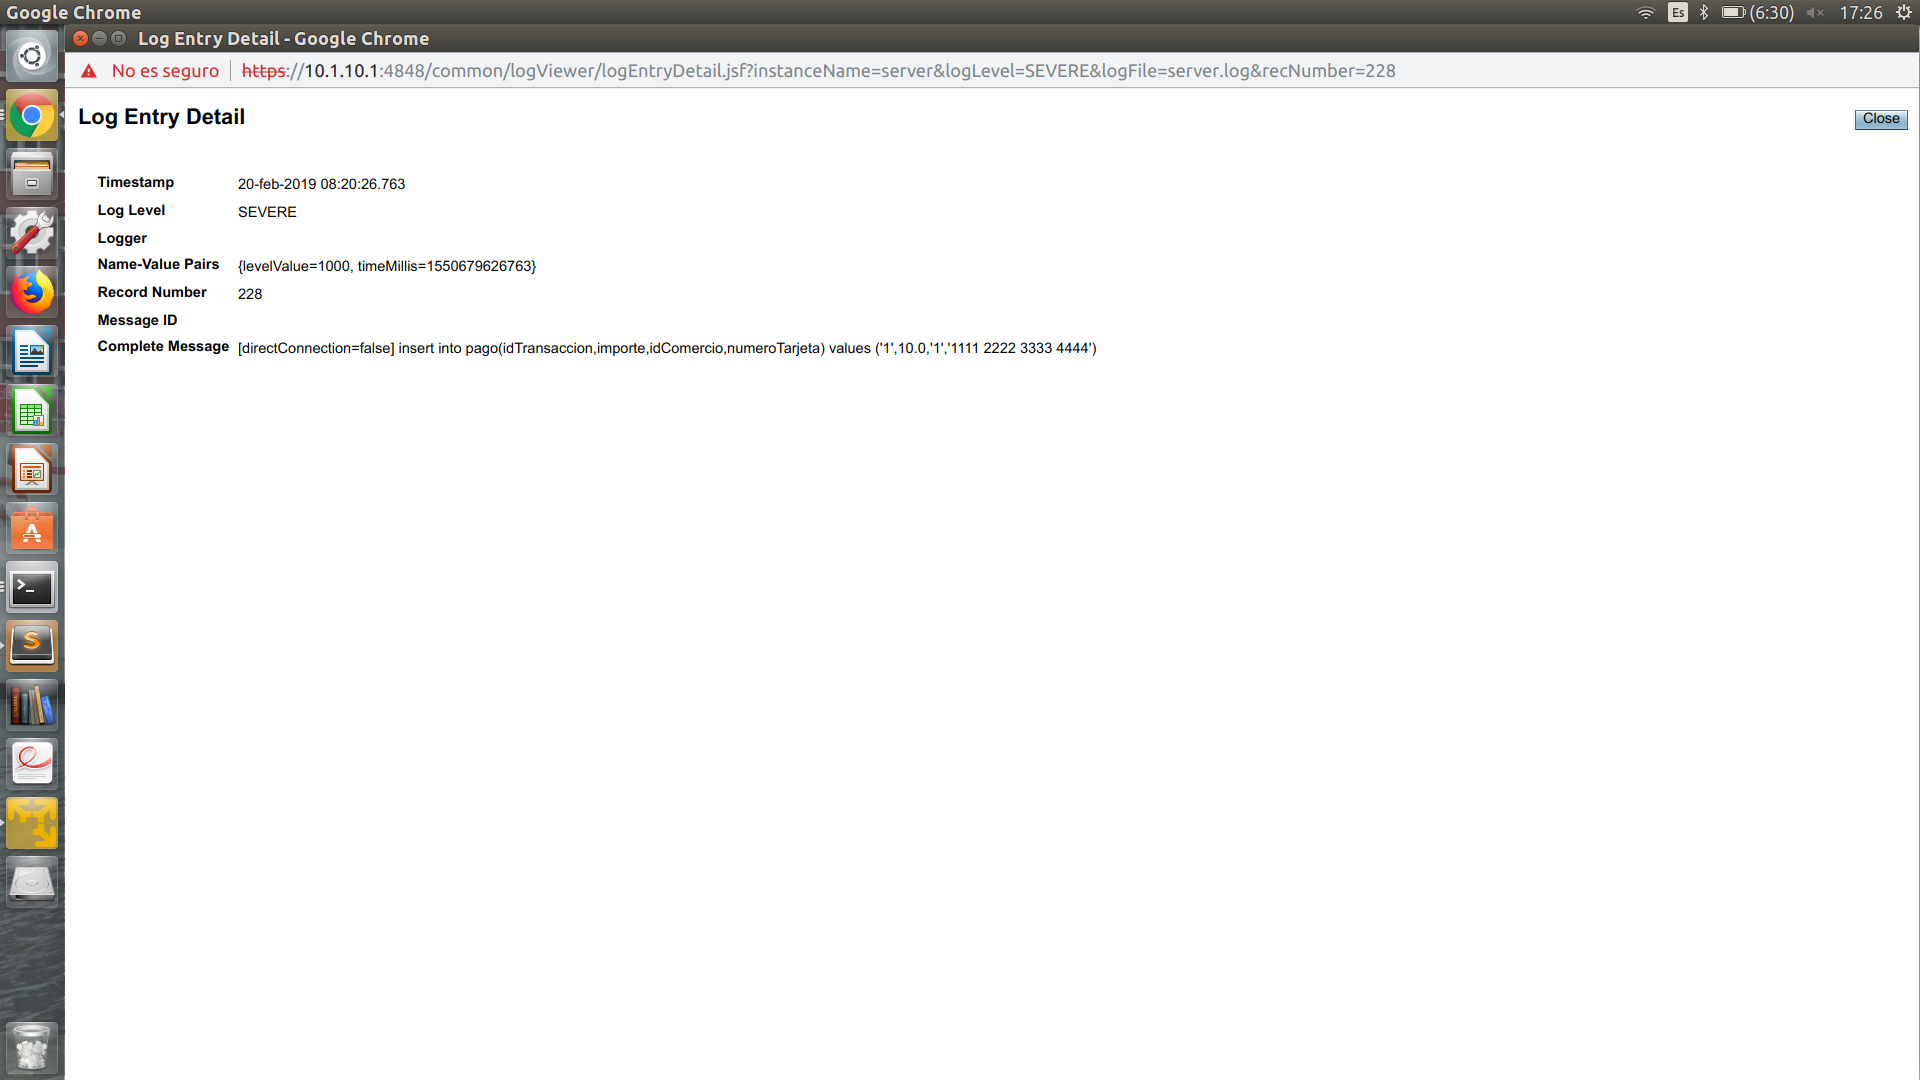 Google Chrome
Es
(6:30)
17:26
Log Entry Detail - Google Chrome
No es seguro
https://10.1.10.1:4848/common/logViewer/logEntryDetail.jsf?instanceName=server&logLevel=SEVERE&logFile=server.log&recNumber=228
Log Entry Detail
Close
Timestamp 20-feb-2019 08:20:26.763
Log Level SEVERE
Logger
Name-Value Pairs {levelValue=1000, timeMillis=1550679626763}
Record Number 228
Message ID
Complete Message [directConnection=false] insert into pago(idTransaccion,importe,idComercio,numeroTarjeta) values ('1',10.0,'1','1111 2222 3333 4444')